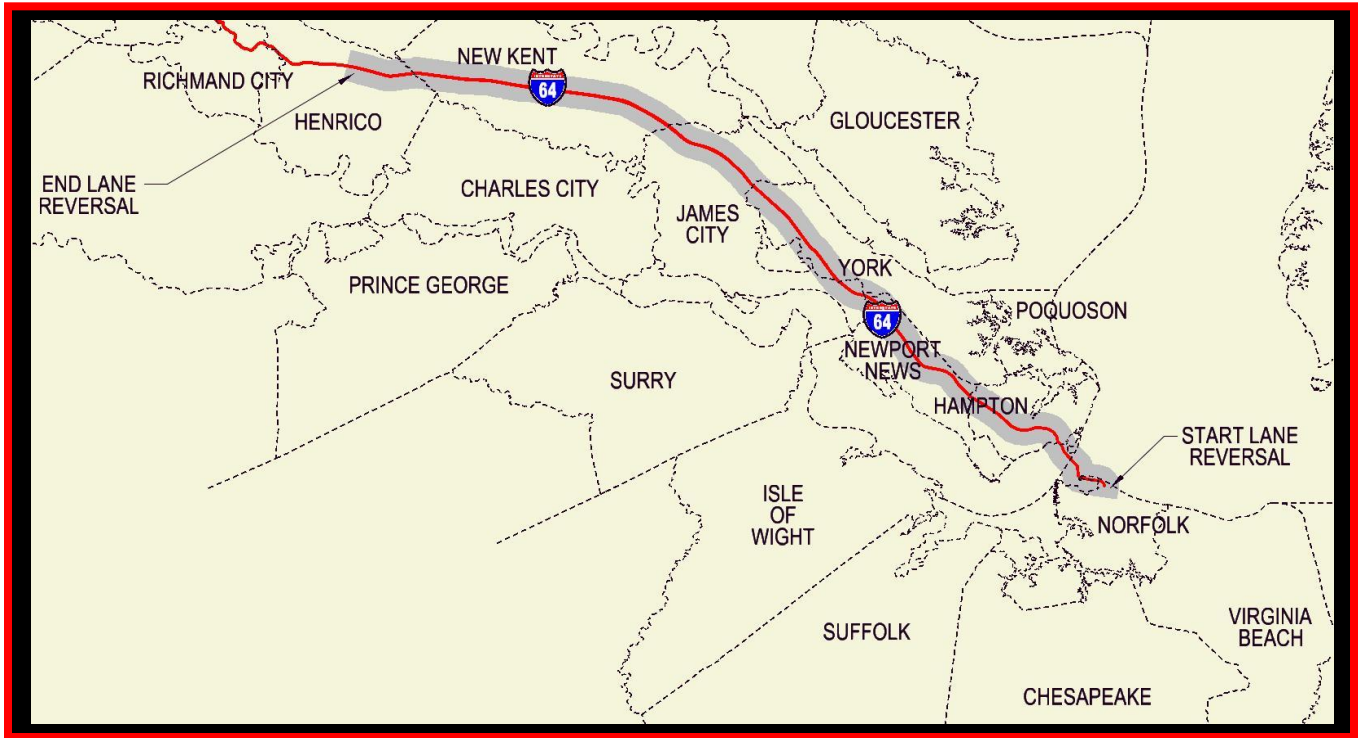 NEW KENT
RICHMAND CITY
64
HENRICO
GLOUCESTER
END LANE
REVERSAL
CHARLES CITY
JAMES
CITY
YORK
PRINCE GEORGE
64
POQUOSON
NEWPORT
NEWS
SURRY
HAMPTON
START LANE
REVERSAL
ISLE
OF
WIGHT
NORFOLK
SUFFOLK
VIRGINIA
BEACH
CHESAPEAKE